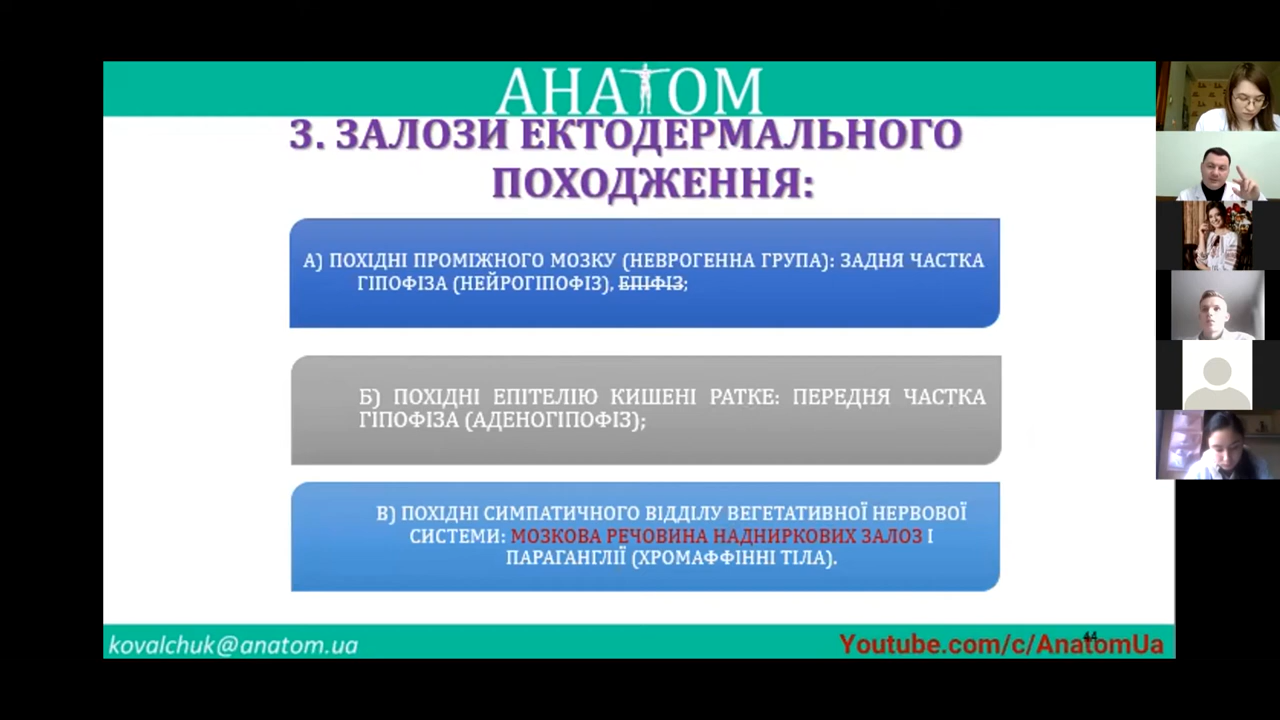 АНАТОМ
3. ЗАЛОЗИ ЕКТОДЕРМАЛЬНОГО
ПОХОДЖЕННЯ:
А) ПОХІДНІ ПРОМІЖНОГО МОЗКУ (НЕВРОГЕННА ГРУПА): ЗАДНЯ ЧАСТКА
ГІПОФІЗА (НЕЙРОГІПОФІЗ), ЕПІФІЗ;
Б) ПОХІДНІ ЕПІТЕЛІЮ КИШЕНІ РАТКЕ: ПЕРЕДНЯ ЧАСТКА
ГІПОФІЗА (АДЕНОГІПОФІЗ);
В) ПОХІДНІ СИМПАТИЧНОГО ВІДДІЛУ ВЕГЕТАТИВНОЇ НЕРВОВОЇ
СИСТЕМИ: МОЗКОВА РЕЧОВИНА НАДНИРКОВИХ ЗАЛОЗ І
ПАРАГАНГЛІЇ (ХРОМАФФІННІ ТІЛА).
kovalchuk@anatom.ua
Youtube.com/c/AnatomUa
44